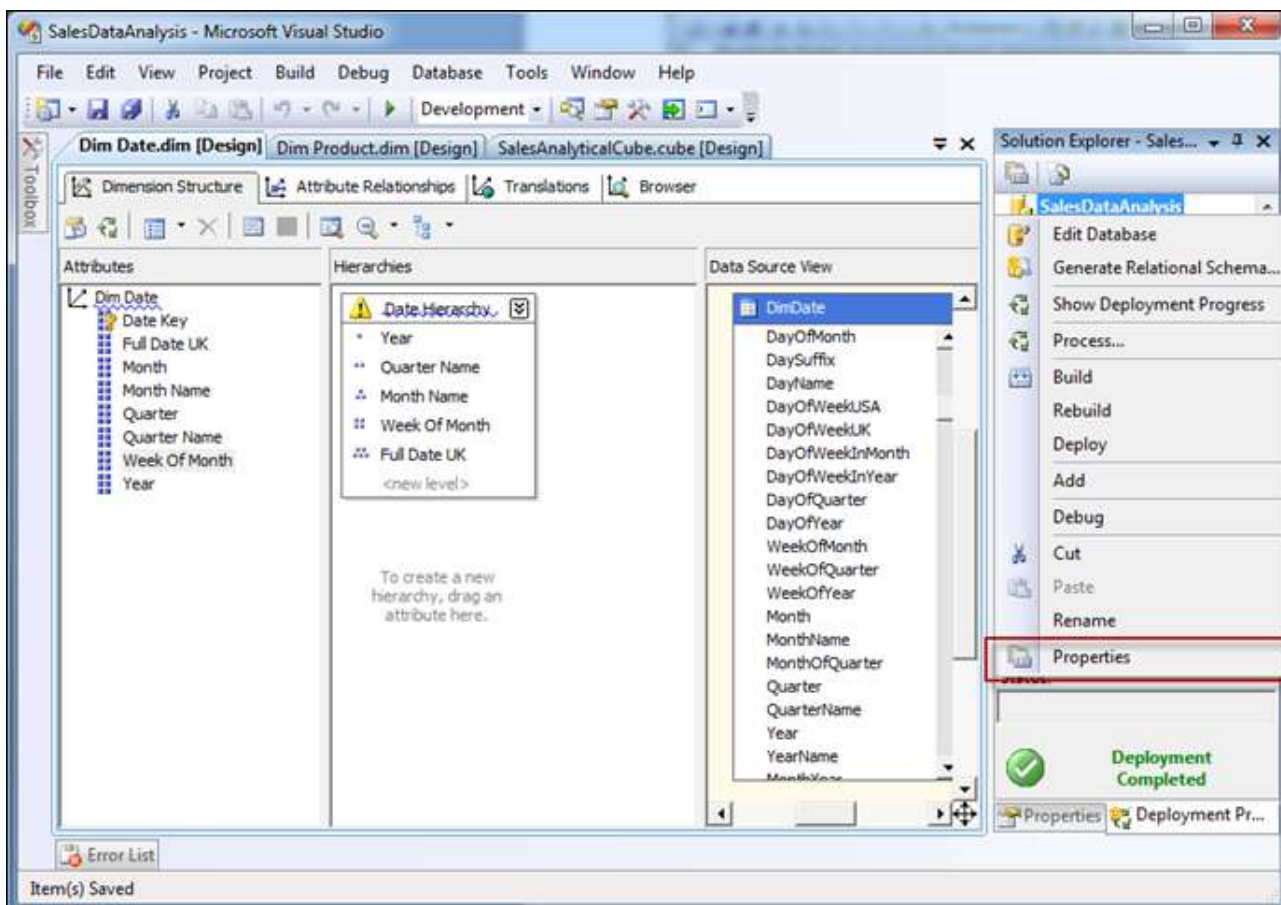 SalesDataAnalysis - Microsoft Visual Studio
File Edit View Project Build Debug Database Tools Window Help
Development
Toolbox
Dim Date.dim [Design] Dim Product.dim [Design] SalesAnalyticalCube.cube [Design]
Dimension Structure Attribute Relationships Translations Browser
Attributes
Dim Date
Date Key
Full Date UK
Month
Month Name
Quarter
Quarter Name
Week Of Month
Year
Hierarchies
Date Hierarchy
Year
Quarter Name
Month Name
Week Of Month
Full Date UK
<new level>
To create a new
hierarchy, drag an
attribute here.
Data Source View
DimDate
DayOfMonth
DaySuffix
DayName
DayOfWeekUSA
DayOfWeekUK
DayOfWeekInMonth
DayOfWeekInYear
DayOfQuarter
DayOfYear
WeekOfMonth
WeekOfQuarter
WeekOfYear
Month
MonthName
MonthOfQuarter
Quarter
QuarterName
Year
YearName
MonthYear
Solution Explorer - Sales...
SalesDataAnalysis
Edit Database
Generate Relational Schema...
Show Deployment Progress
Process...
Build
Rebuild
Deploy
Add
Debug
Cut
Paste
Rename
Properties
Status:
Deployment
Completed
Properties Deployment Pr...
Error List
Item(s) Saved